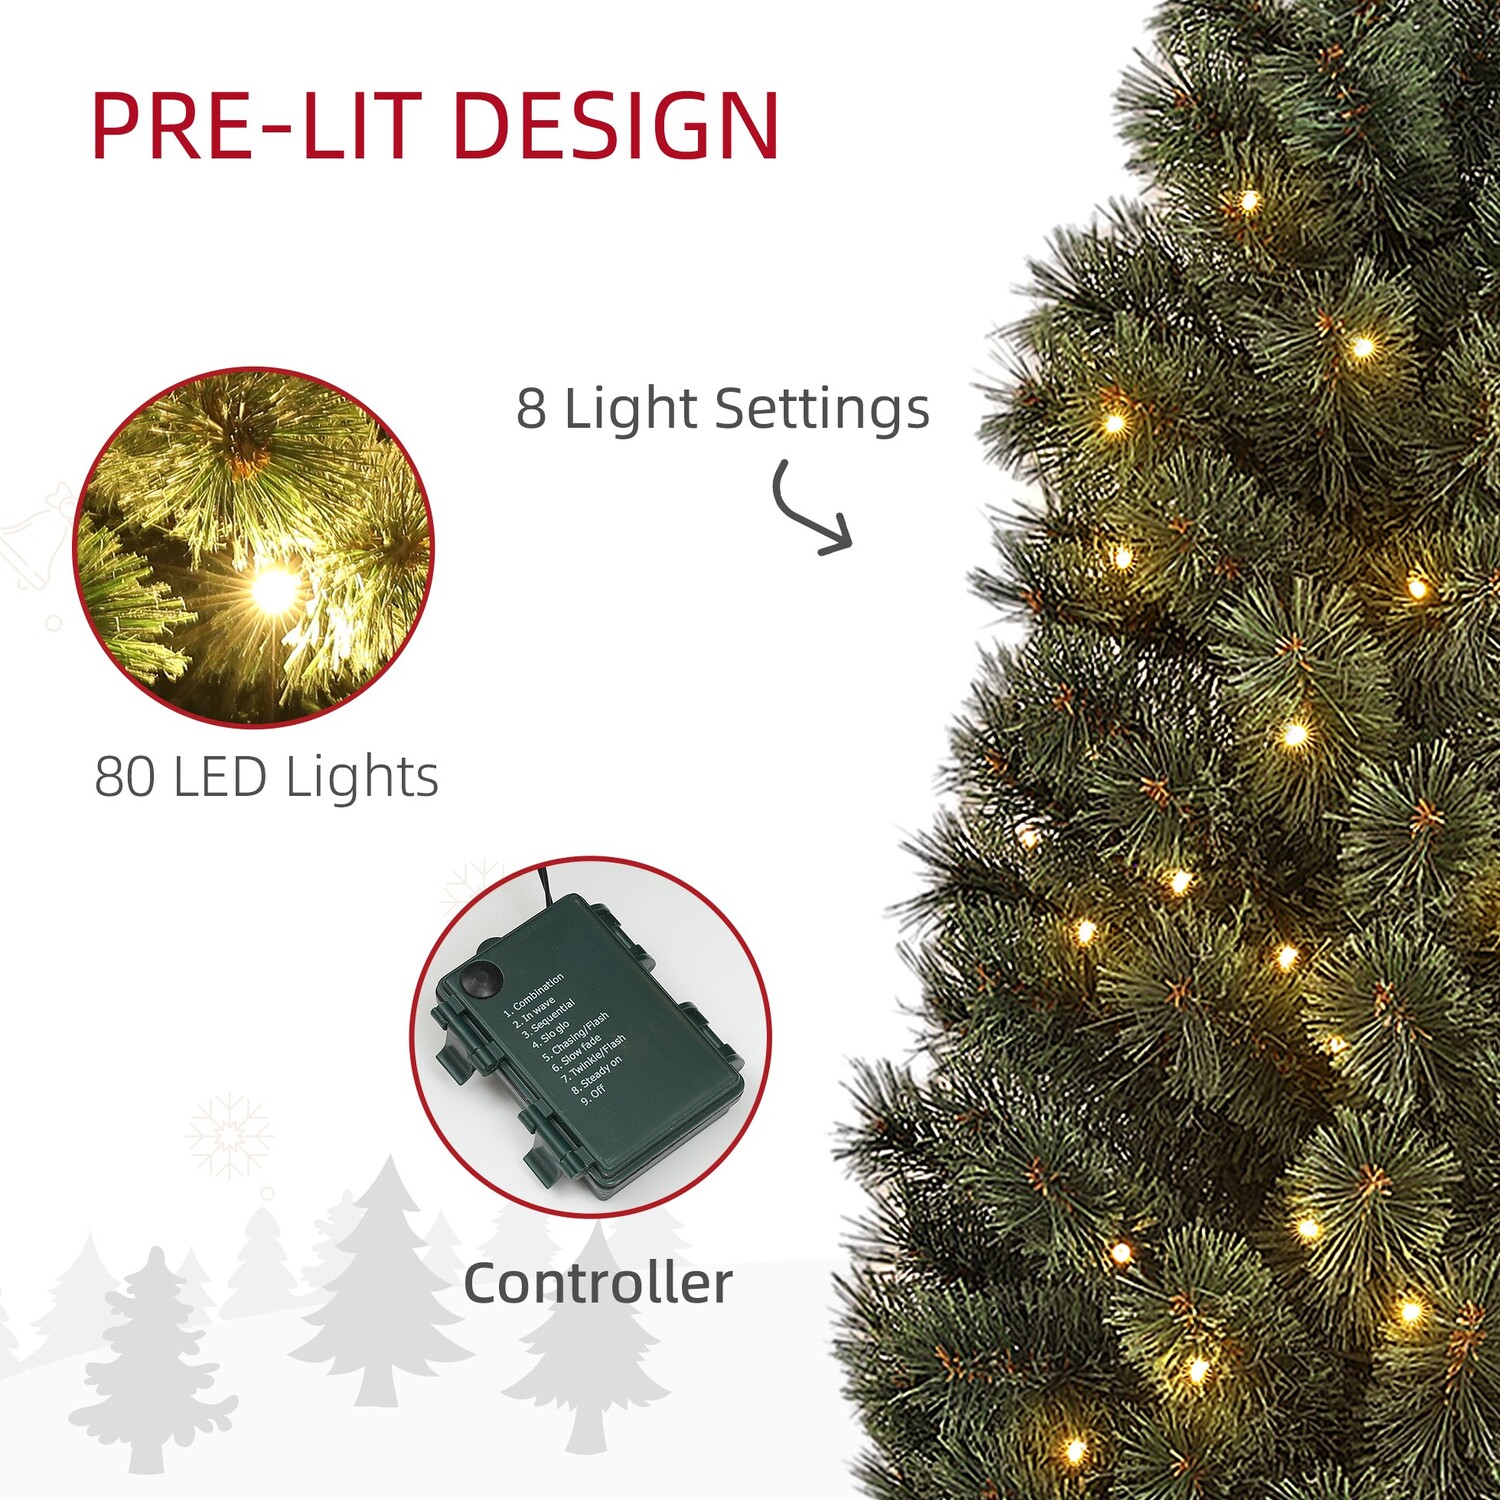 PRE-LIT DESIGN
8 Light Settings
80 LED Lights
1. Combination
2. In wave
3. Sequential
4. Slo glo
5. Chasing/Flash
6. Slow fade
7. Twinkle/Flash
8. Steady on
9. Off
Controller